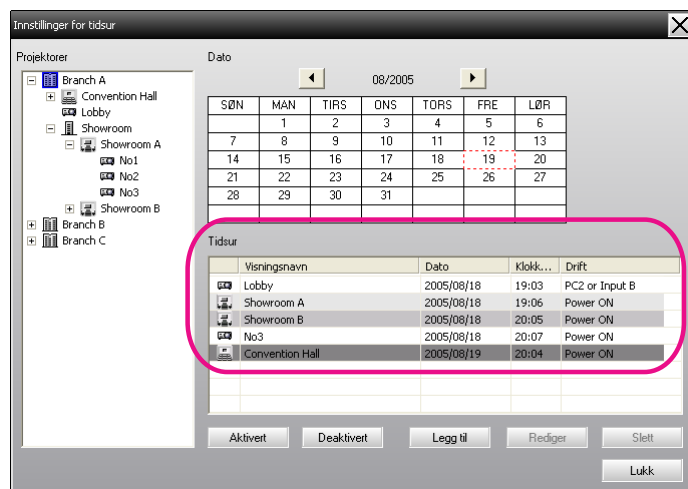 Innstillinger for tidsur
Projektorer
Branch A
Convention Hall
Lobby
Showroom
Showroom A
No1
No2
No3
Showroom B
Branch B
Branch C
Dato
08/2005
SØN MAN TIRS ONS TORS FRE LØR
1 2 3 4 5 6
7 8 9 10 11 12 13
14 15 16 17 18 19 20
21 22 23 24 25 26 27
28 29 30 31
Tidsur
Visningsnavn Dato Klokk... Drift
Lobby 2005/08/18 19:03 PC2 or Input B
Showroom A 2005/08/18 19:06 Power ON
Showroom B 2005/08/18 20:05 Power ON
No3 2005/08/18 20:07 Power ON
Convention Hall 2005/08/19 20:04 Power ON
Aktivert Deaktivert Legg til Rediger Slett
Lukk